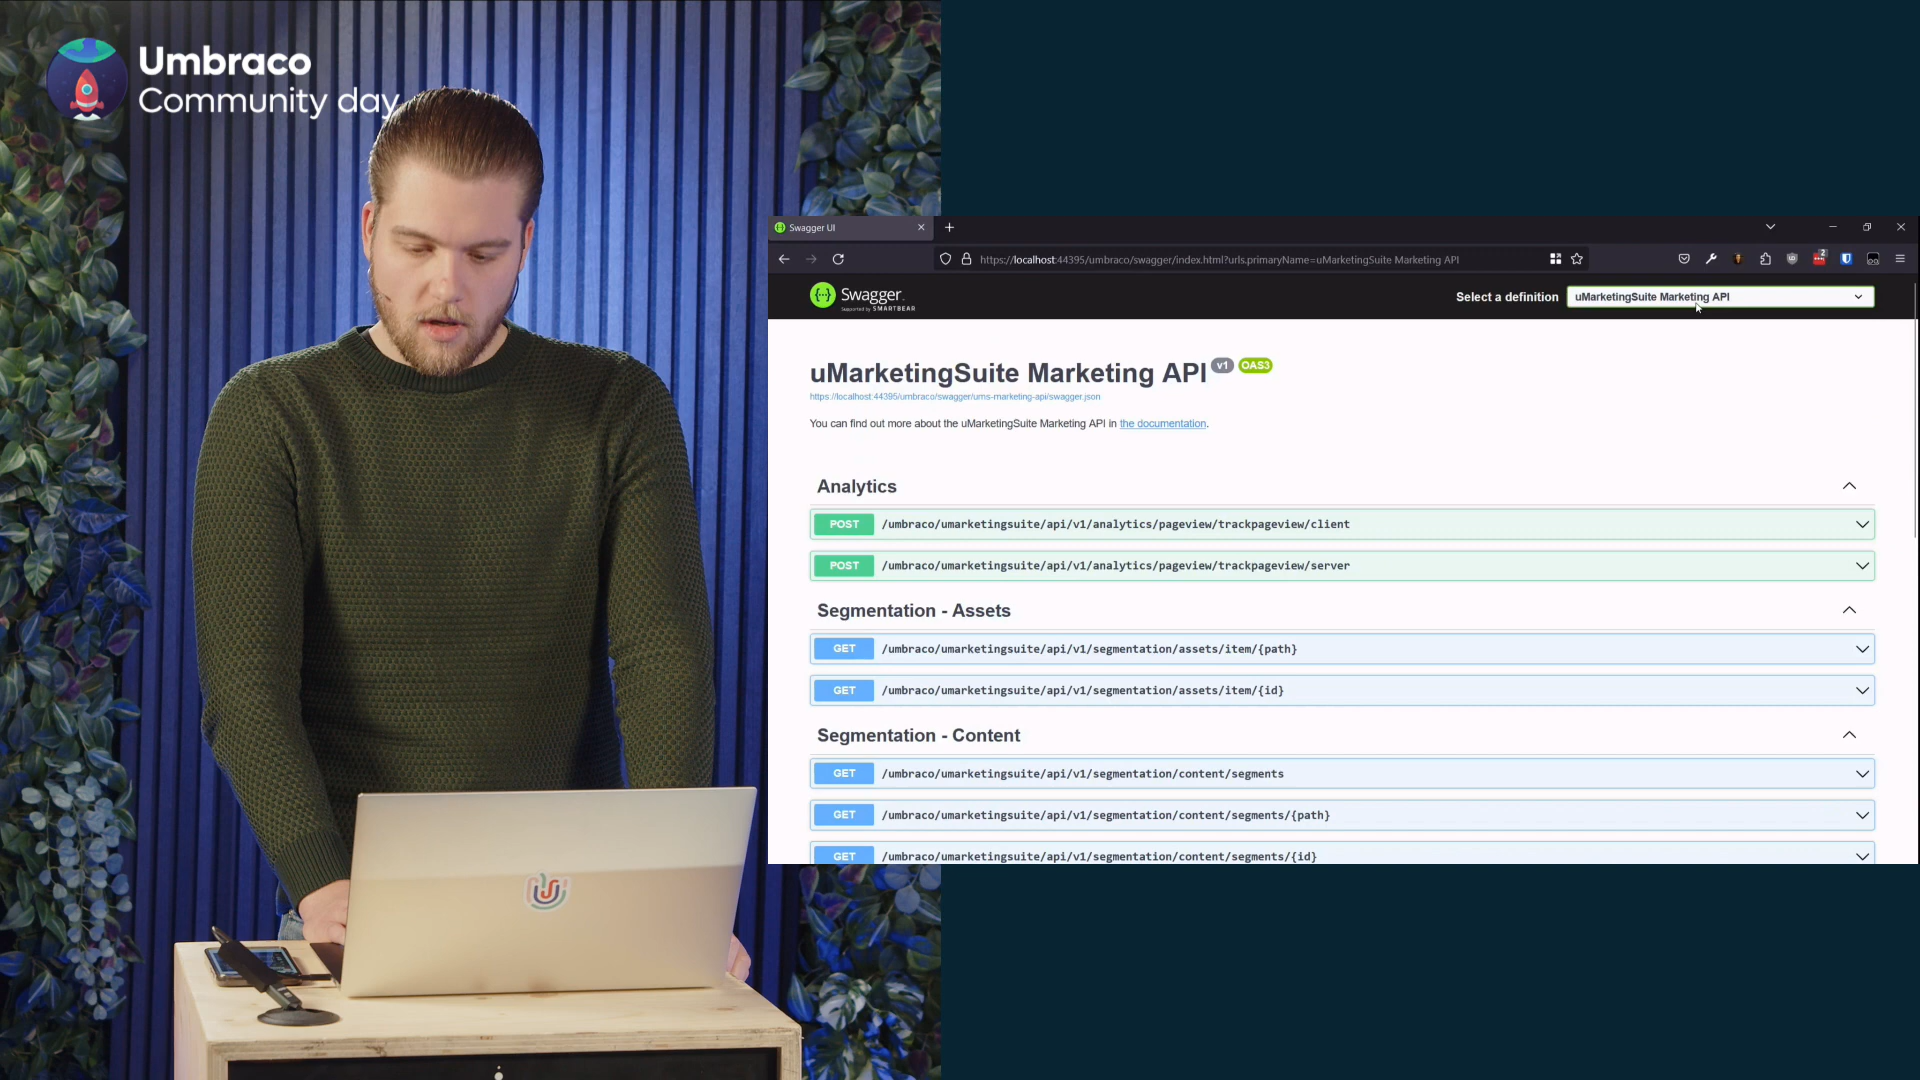 Umbraco
Community day
Swagger UI
https://localhost:44395/umbraco/swagger/index.html?urls.primaryName=uMarketingSuite Marketing API
2
Swagger
Supported by SMARTBEAR
Select a definition
uMarketingSuite Marketing API
uMarketingSuite Marketing API v1 OAS3
https://localhost:44395/umbraco/swagger/ums-marketing-api/swagger.json
You can find out more about the uMarketingSuite Marketing API in the documentation.
Analytics
POST /umbraco/umarketingsuite/api/v1/analytics/pageview/trackpageview/client
POST /umbraco/umarketingsuite/api/v1/analytics/pageview/trackpageview/server
Segmentation - Assets
GET /umbraco/umarketingsuite/api/v1/segmentation/assets/item/{path}
GET /umbraco/umarketingsuite/api/v1/segmentation/assets/item/{id}
Segmentation - Content
GET /umbraco/umarketingsuite/api/v1/segmentation/content/segments
GET /umbraco/umarketingsuite/api/v1/segmentation/content/segments/{path}
GET /umbraco/umarketingsuite/api/v1/segmentation/content/segments/{id}